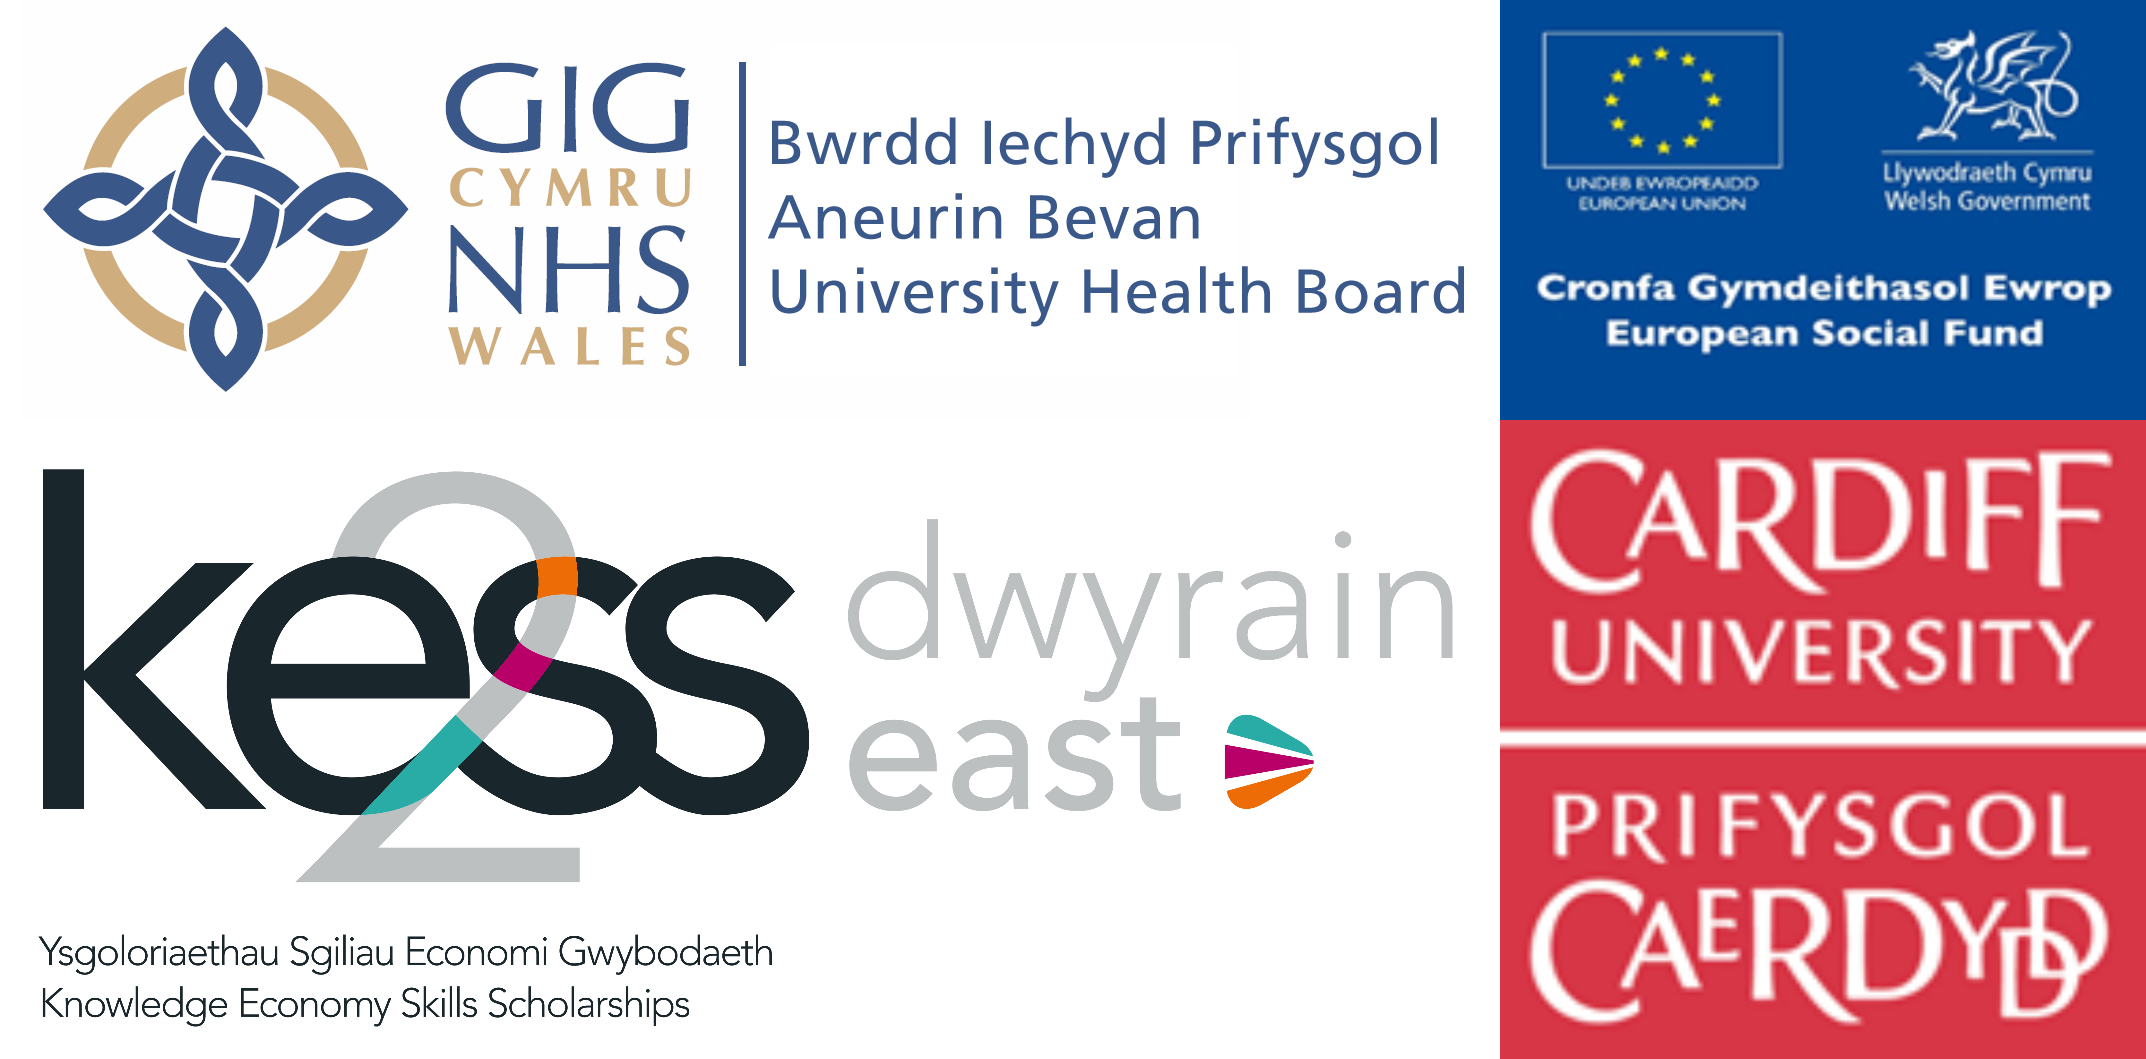 GIG
CYMRU
NHS
WALES
Bwrdd Iechyd Prifysgol
Aneurin Bevan
University Health Board
UNDEB EWROPEAIDD
EUROPEAN UNION
Llywodraeth Cymru
Welsh Government
Cronfa Gymdeithasol Ewrop
European Social Fund
kess 2
dwyrain
east
Ysgoloriaethau Sgiliau Economi Gwybodaeth
Knowledge Economy Skills Scholarships
CARDIFF
UNIVERSITY
PRIFYSGOL
CAERDYDD